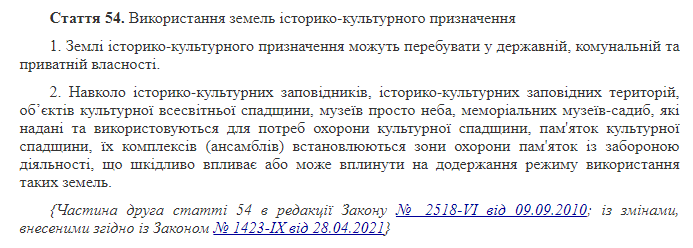 Стаття 54. Використання земель історико-культурного призначення
1. Землі історико-культурного призначення можуть перебувати у державній, комунальній та
приватній власності.
2. Навколо історико-культурних заповідників, історико-культурних заповідних територій,
об’єктів культурної всесвітньої спадщини, музеїв просто неба, меморіальних музеїв-садиб, які
надані та використовуються для потреб охорони культурної спадщини, пам'яток культурної
спадщини, їх комплексів (ансамблів) встановлюються зони охорони пам'яток із забороною
діяльності, що шкідливо впливає або може вплинути на додержання режиму використання
таких земель.
{Частина друга статті 54 в редакції Закону № 2518-VI від 09.09.2010; із змінами,
внесеними згідно із Законом № 1423-IX від 28.04.2021}